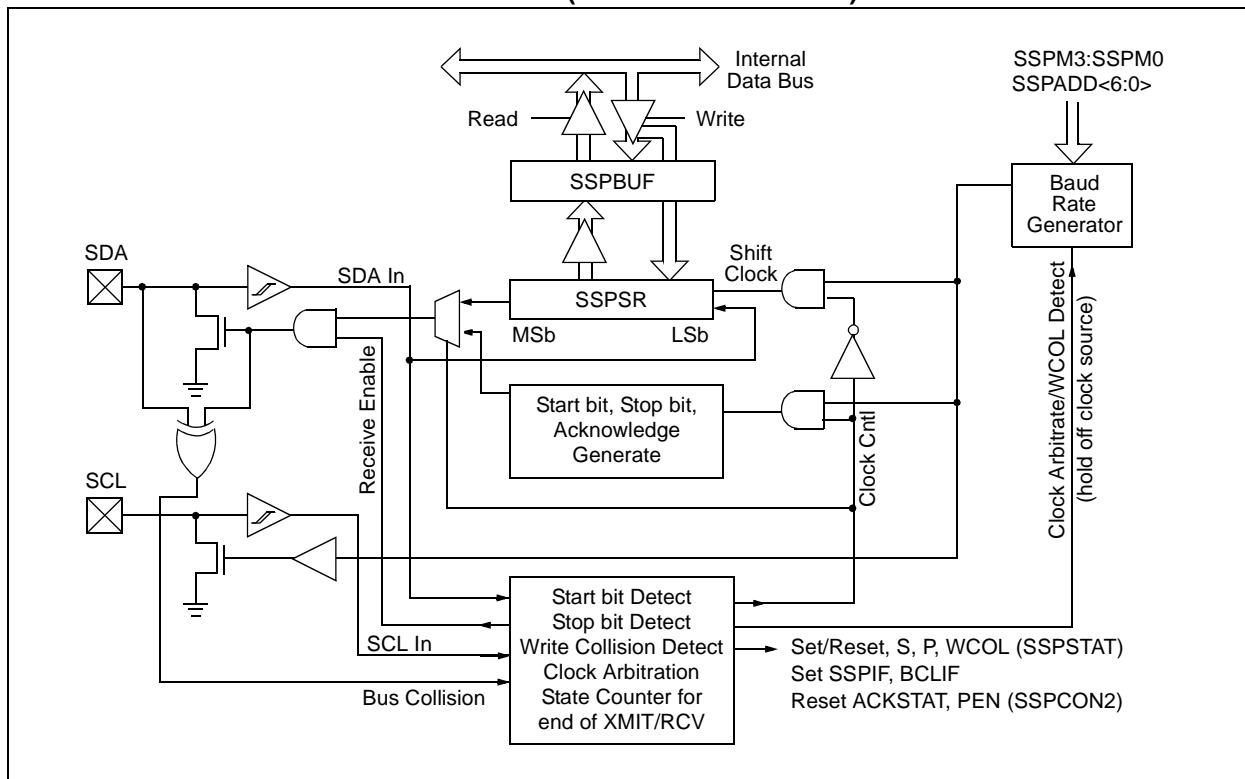 Internal
Data Bus
SSPM3:SSPM0
SSPADD<6:0>
Read
Write
SSPBUF
Baud
Rate
Generator
SDA
SDA In
Shift
Clock
SSPSR
MSb
LSb
Start bit, Stop bit,
Acknowledge
Generate
Receive Enable
Clock Cntl
Clock Arbitrate/WCOL Detect
(hold off clock source)
SCL
SCL In
Bus Collision
Start bit Detect
Stop bit Detect
Write Collision Detect
Clock Arbitration
State Counter for
end of XMIT/RCV
Set/Reset, S, P, WCOL (SSPSTAT)
Set SSPIF, BCLIF
Reset ACKSTAT, PEN (SSPCON2)